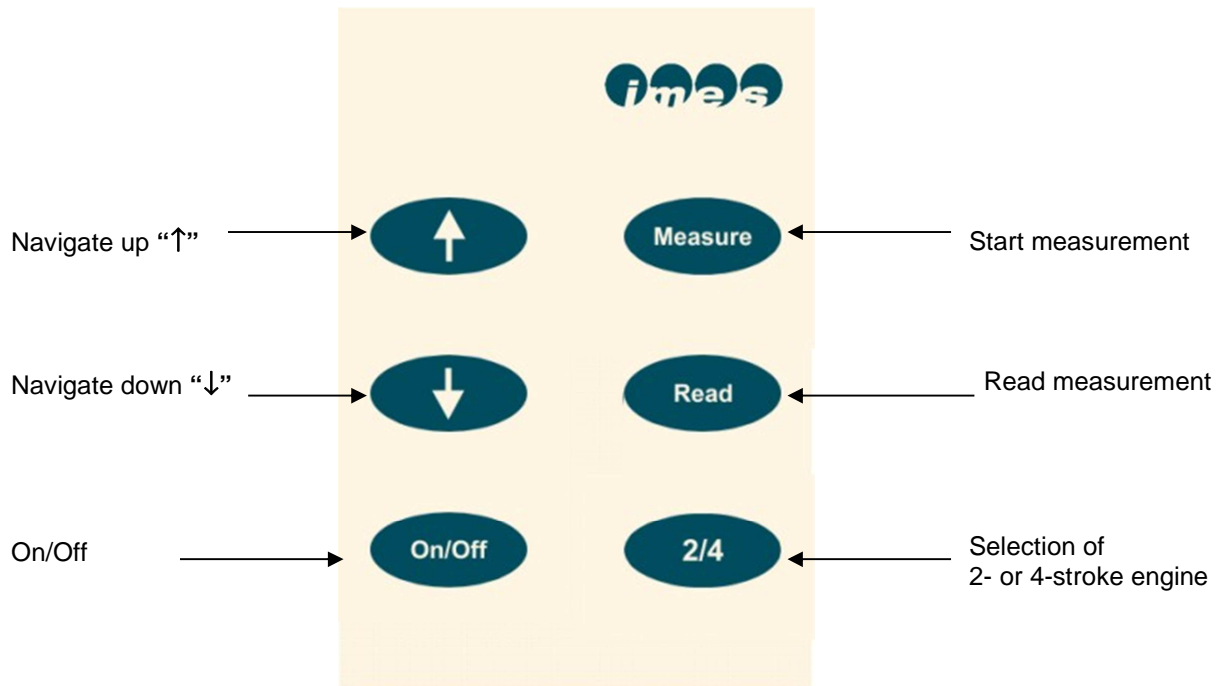 imes
Navigate up “↑”
Measure
Start measurement
Navigate down “↓”
Read
Read measurement
On/Off
On/Off
2/4
Selection of
2- or 4-stroke engine